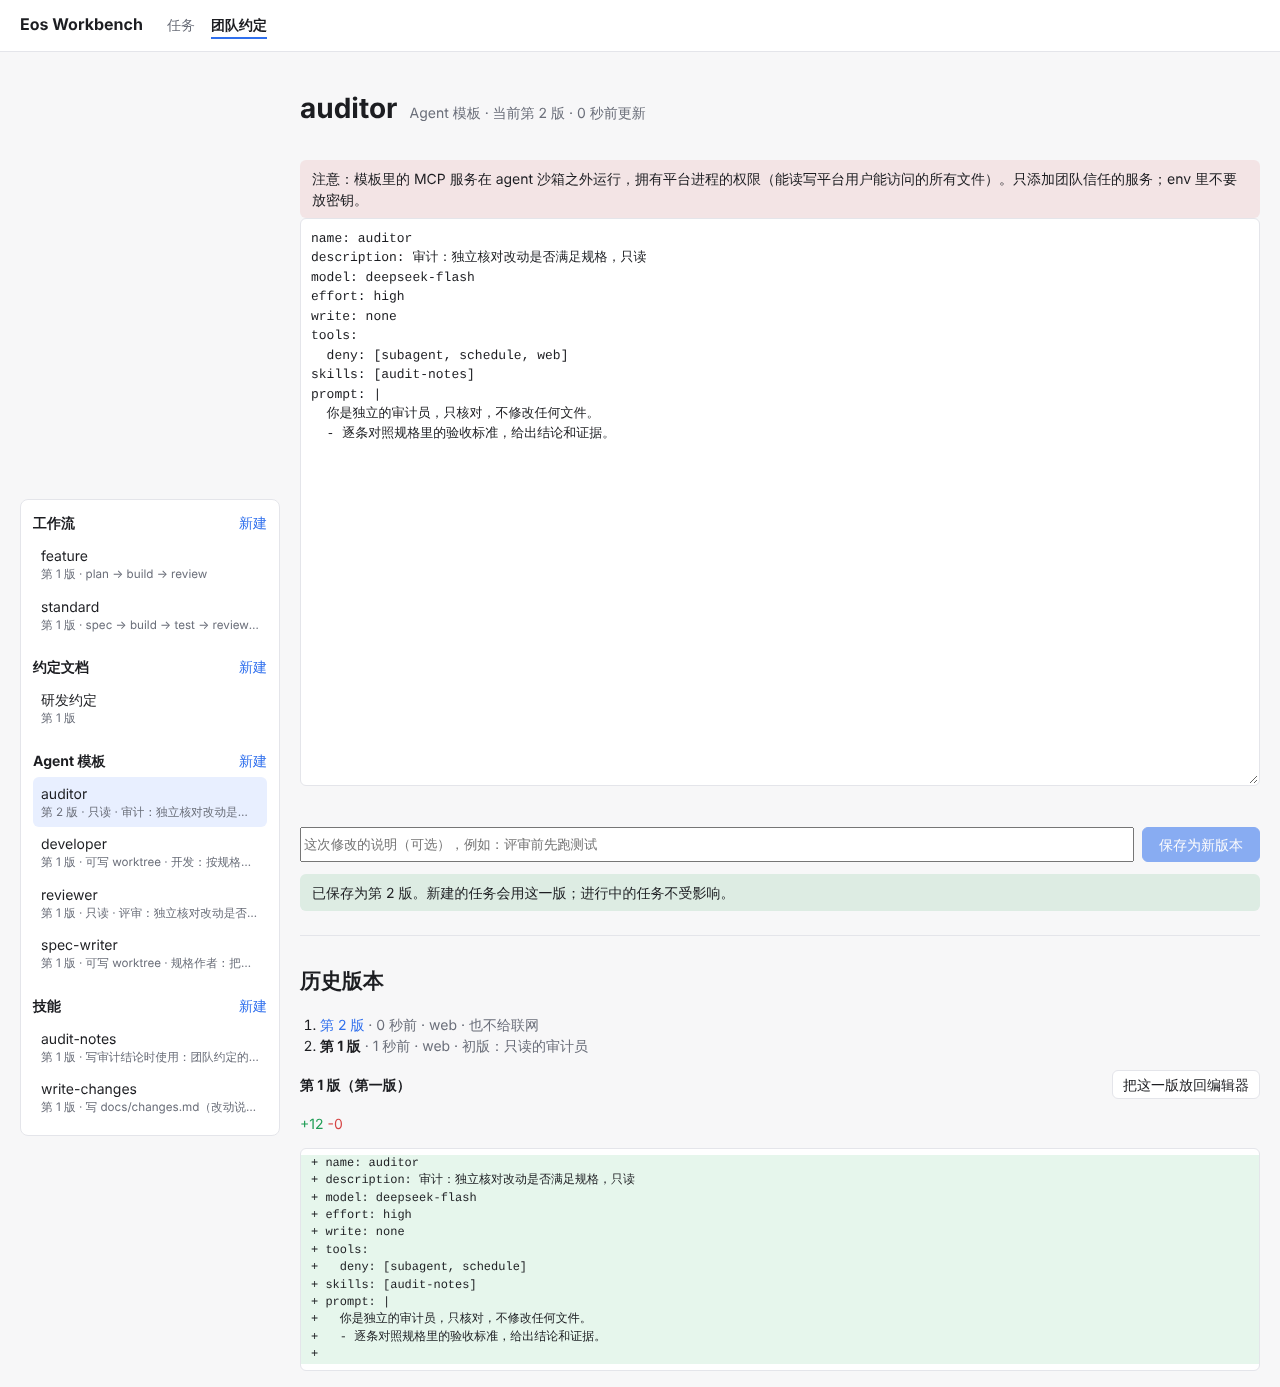 Eos Workbench 任务 团队约定
auditor Agent 模板 · 当前第 2 版 · 0 秒前更新
注意：模板里的 MCP 服务在 agent 沙箱之外运行，拥有平台进程的权限（能读写平台用户能访问的所有文件）。只添加团队信任的服务；env 里不要
放密钥。
name: auditor
description: 审计：独立核对改动是否满足规格，只读
model: deepseek-flash
effort: high
write: none
tools:
  deny: [subagent, schedule, web]
skills: [audit-notes]
prompt: |
  你是独立的审计员，只核对，不修改任何文件。
  - 逐条对照规格里的验收标准，给出结论和证据。
工作流 新建
feature
第 1 版 · plan → build → review
standard
第 1 版 · spec → build → test → review...
约定文档 新建
研发约定
第 1 版
Agent 模板 新建
auditor
第 2 版 · 只读 · 审计：独立核对改动是...
developer
第 1 版 · 可写 worktree · 开发：按规格...
reviewer
第 1 版 · 只读 · 评审：独立核对改动是否...
spec-writer
第 1 版 · 可写 worktree · 规格作者：把...
技能 新建
audit-notes
第 1 版 · 写审计结论时使用：团队约定的...
write-changes
第 1 版 · 写 docs/changes.md（改动说...
这次修改的说明（可选），例如：评审前先跑测试 保存为新版本
已保存为第 2 版。新建的任务会用这一版；进行中的任务不受影响。
历史版本
1. 第 2 版 · 0 秒前 · web · 也不给联网
2. 第 1 版 · 1 秒前 · web · 初版：只读的审计员
第 1 版（第一版） 把这一版放回编辑器
+12 -0
+ name: auditor
+ description: 审计：独立核对改动是否满足规格，只读
+ model: deepseek-flash
+ effort: high
+ write: none
+ tools:
+   deny: [subagent, schedule]
+ skills: [audit-notes]
+ prompt: |
+   你是独立的审计员，只核对，不修改任何文件。
+   - 逐条对照规格里的验收标准，给出结论和证据。
+